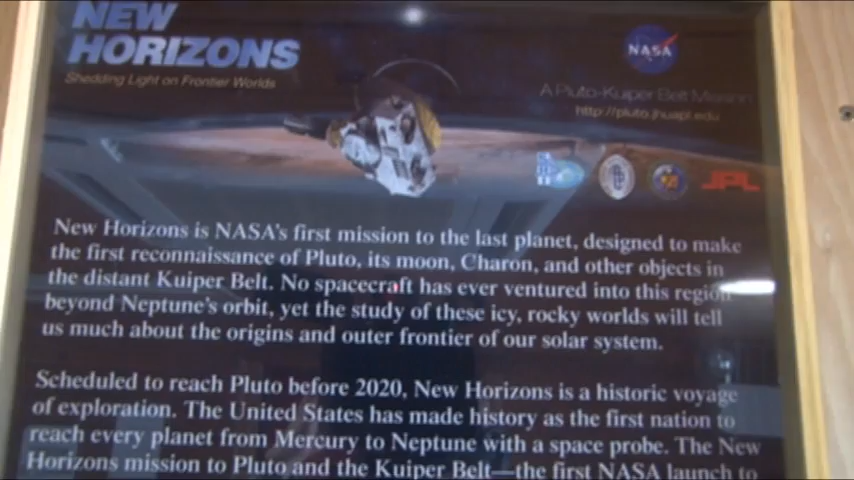 NEW
HORIZONS
Shedding Light on Frontier Worlds
NASA
A Pluto-Kuiper Belt Mission
http://pluto.jhuapl.edu
JPL
New Horizons is NASA's first mission to the last planet, designed to make
the first reconnaissance of Pluto, its moon, Charon, and other objects in
the distant Kuiper Belt. No spacecraft has ever ventured into this region
beyond Neptune's orbit, yet the study of these icy, rocky worlds will tell
us much about the origins and outer frontier of our solar system.
Scheduled to reach Pluto before 2020, New Horizons is a historic voyage
of exploration. The United States has made history as the first nation to
reach every planet from Mercury to Neptune with a space probe. The New
Horizons mission to Pluto and the Kuiper Belt—the first NASA launch to